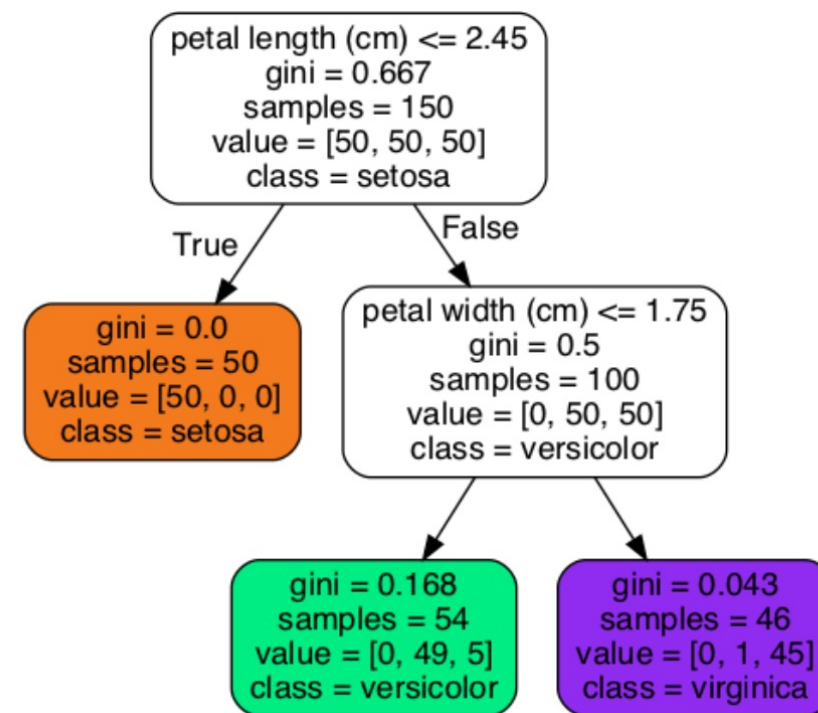 petal length (cm) <= 2.45
gini = 0.667
samples = 150
value = [50, 50, 50]
class = setosa
True
False
gini = 0.0
samples = 50
value = [50, 0, 0]
class = setosa
petal width (cm) <= 1.75
gini = 0.5
samples = 100
value = [0, 50, 50]
class = versicolor
gini = 0.168
samples = 54
value = [0, 49, 5]
class = versicolor
gini = 0.043
samples = 46
value = [0, 1, 45]
class = virginica